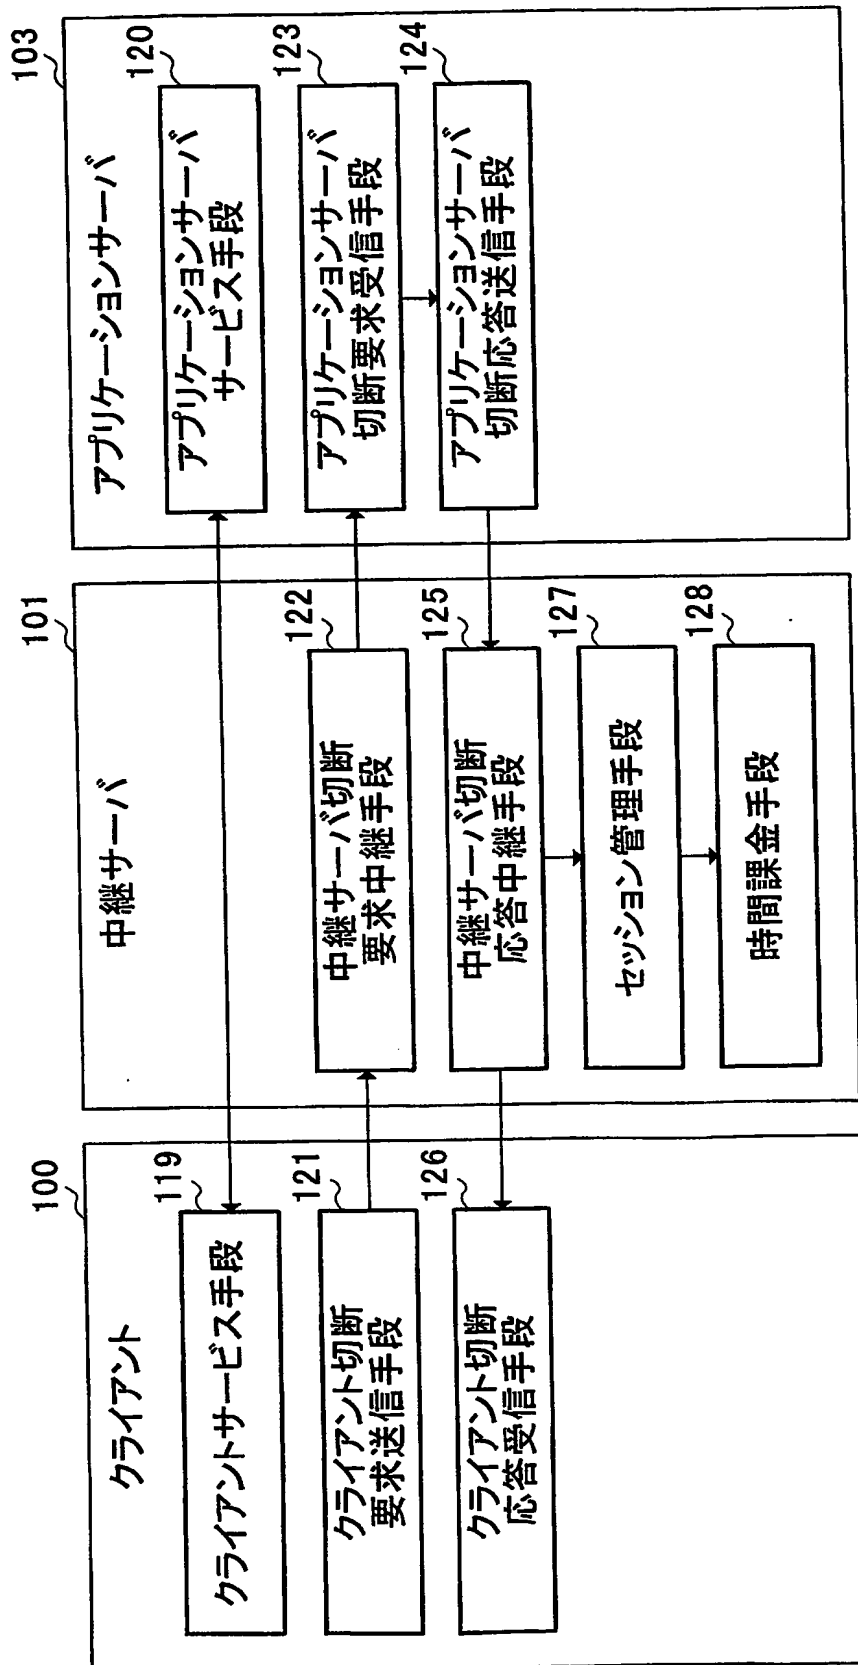 クライアント
100
クライアントサービス手段
119
クライアント切断
要求送信手段
121
クライアント切断
応答受信手段
126
中継サーバ
101
中継サーバ切断
要求中継手段
122
中継サーバ切断
応答中継手段
125
セッション管理手段
127
時間課金手段
128
アプリケーションサーバ
103
アプリケーションサーバ
サービス手段
120
アプリケーションサーバ
切断要求受信手段
123
アプリケーションサーバ
切断応答送信手段
124